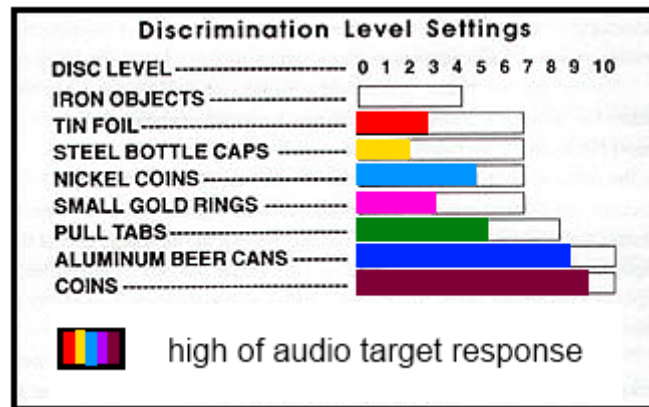 Discrimination Level Settings
DISC LEVEL 0 1 2 3 4 5 6 7 8 9 10
IRON OBJECTS
TIN FOIL
STEEL BOTTLE CAPS
NICKEL COINS
SMALL GOLD RINGS
PULL TABS
ALUMINUM BEER CANS
COINS
high of audio target response